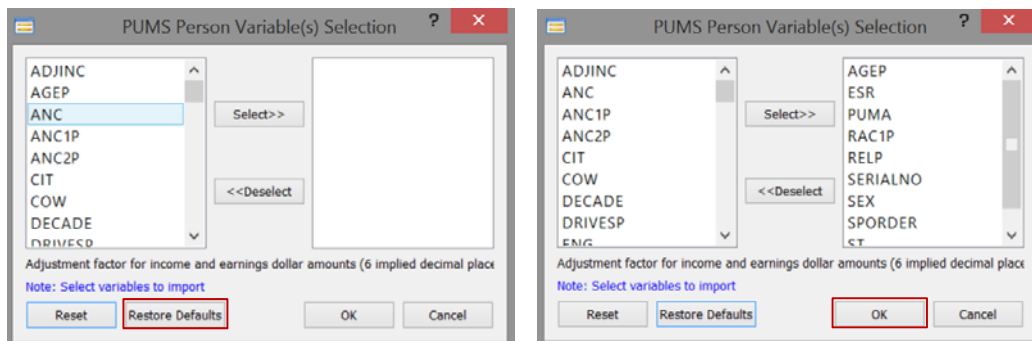 PUMS Person Variable(s) Selection ? ×
ADJINC
AGEP
ANC
ANC1P
ANC2P
CIT
COW
DECADE
DRIVESP
Select>>
<<Deselect
Adjustment factor for income and earnings dollar amounts (6 implied decimal place
Note: Select variables to import
Reset Restore Defaults OK Cancel
PUMS Person Variable(s) Selection ? ×
ADJINC
ANC
ANC1P
ANC2P
CIT
COW
DECADE
DRIVESP
ENG
Select>>
<<Deselect
AGEP
ESR
PUMA
RAC1P
RELP
SERIALNO
SEX
SPORDER
ST
Adjustment factor for income and earnings dollar amounts (6 implied decimal place
Note: Select variables to import
Reset Restore Defaults OK Cancel